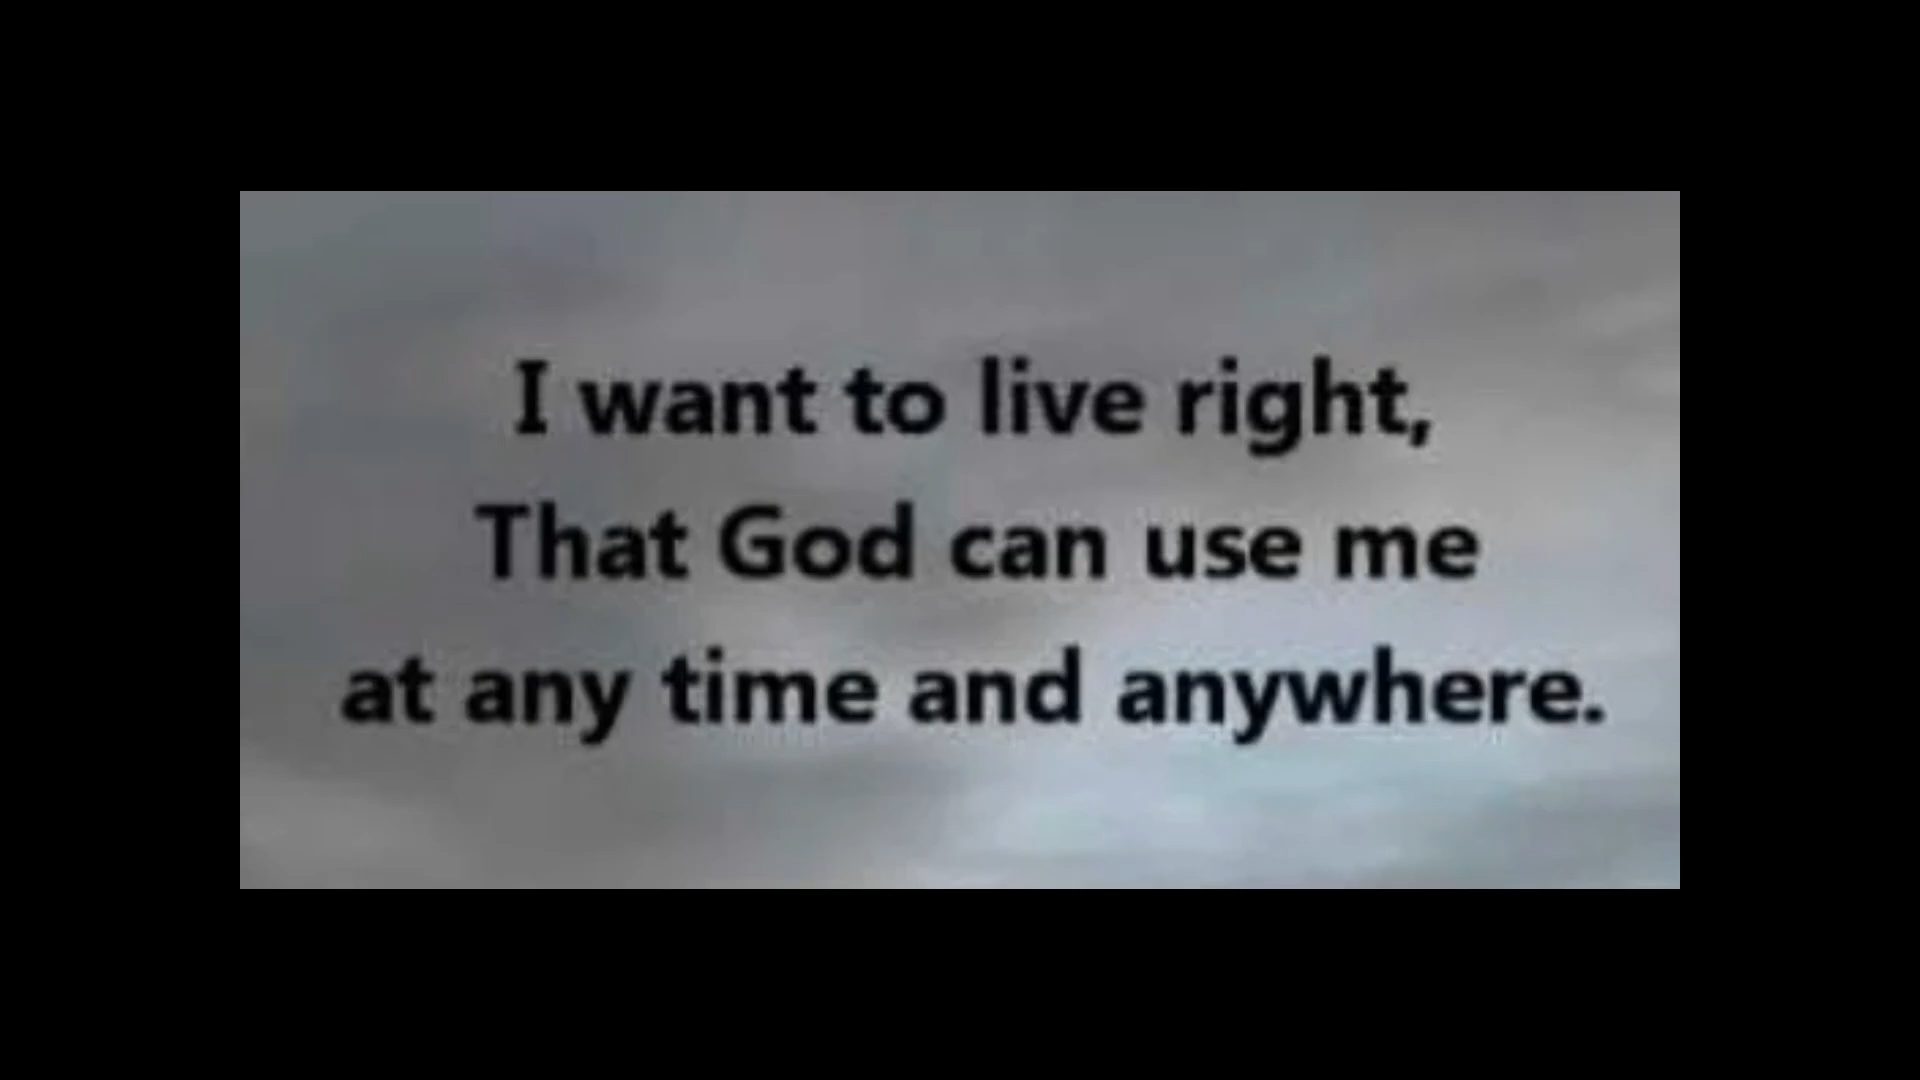 I want to live right,
That God can use me
at any time and anywhere.